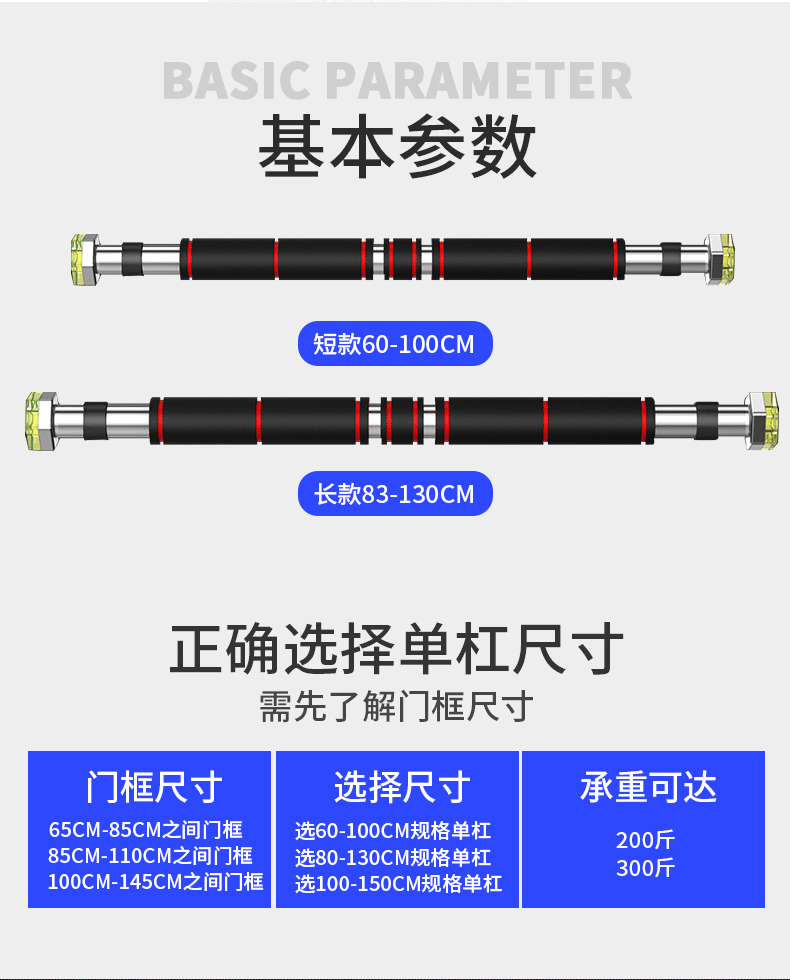 BASIC PARAMETER
基本参数
短款60-100CM
长款83-130CM
正确选择单杠尺寸
需先了解门框尺寸
门框尺寸
65CM-85CM之间门框
85CM-110CM之间门框
100CM-145CM之间门框
选择尺寸
选60-100CM规格单杠
选80-130CM规格单杠
选100-150CM规格单杠
承重可达
200斤
300斤